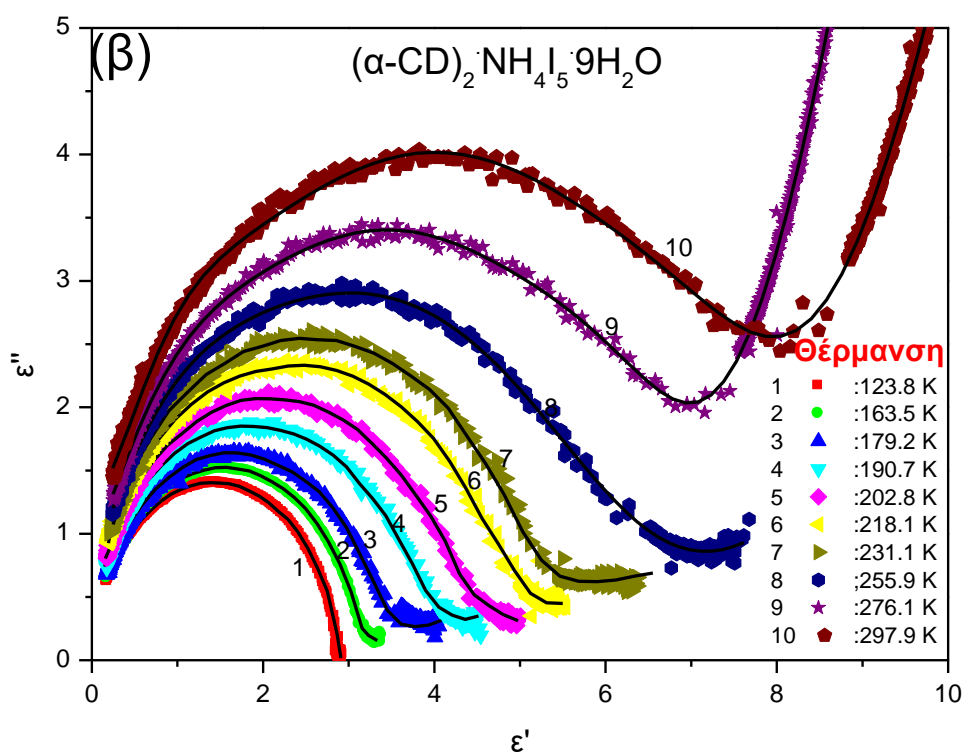 5
(β)
(α-CD)₂·NH₄I₅·9H₂O
4
3
2
1
0
ε''
10
9
8
7
6
5
4
3
2
1
Θέρμανση
1 :123.8 K
2 :163.5 K
3 :179.2 K
4 :190.7 K
5 :202.8 K
6 :218.1 K
7 :231.1 K
8 ;255.9 K
9 :276.1 K
10 :297.9 K
0 2 4 6 8 10
ε'